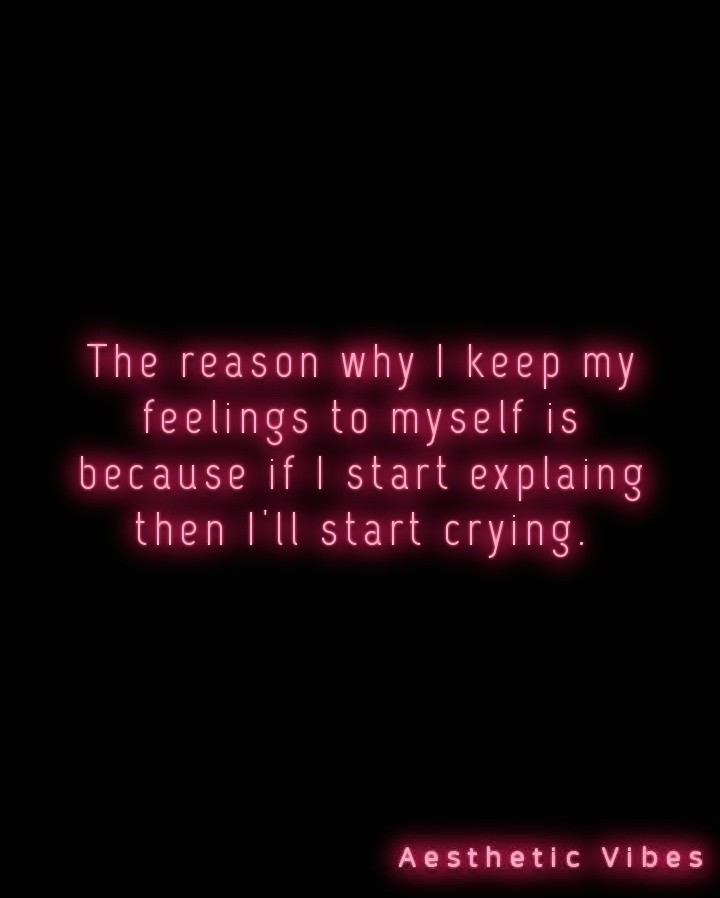 The reason why I keep my
feelings to myself is
because if I start explaing
then I'll start crying.
Aesthetic Vibes